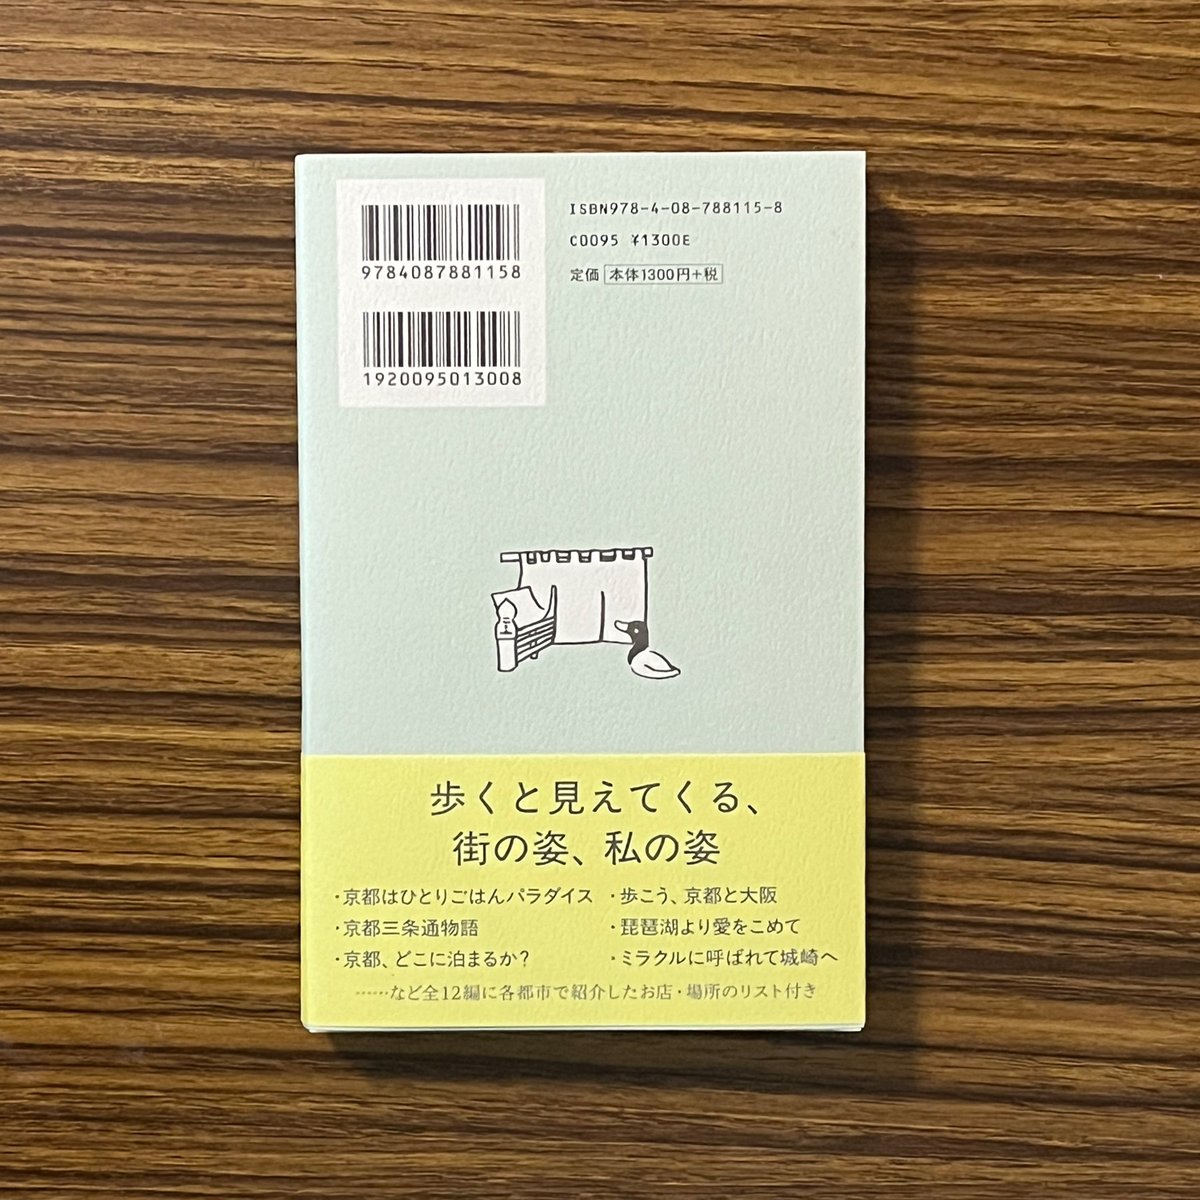 ISBN978-4-08-788115-8
C0095 ¥1300E
定価 本体1300円+税
9784087881158
1920095013008
歩くと見えてくる、
街の姿、私の姿
・京都はひとりごはんパラダイス
・京都三条通物語
・京都、どこに泊まるか?
・歩こう、京都と大阪
・琵琶湖より愛をこめて
・ミラクルに呼ばれて城崎へ
……など全12編に各都市で紹介したお店・場所のリスト付き